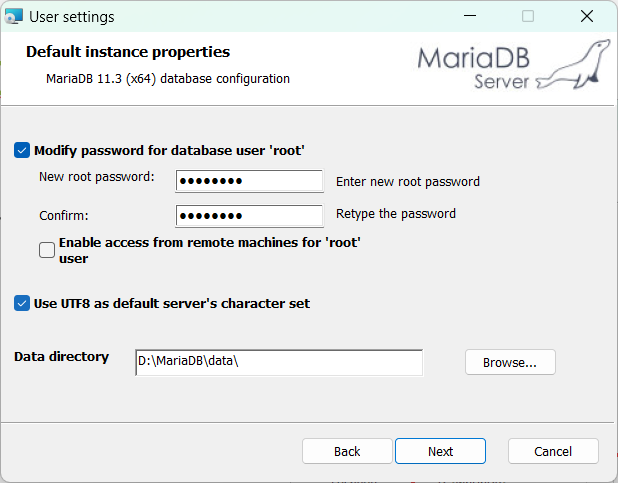 User settings
Default instance properties
MariaDB 11.3 (x64) database configuration
MariaDB
Server
Modify password for database user 'root'
New root password: ●●●●●●●● Enter new root password
Confirm: ●●●●●●●● Retype the password
Enable access from remote machines for 'root'
user
Use UTF8 as default server's character set
Data directory D:\MariaDB\data\ Browse...
Back Next Cancel